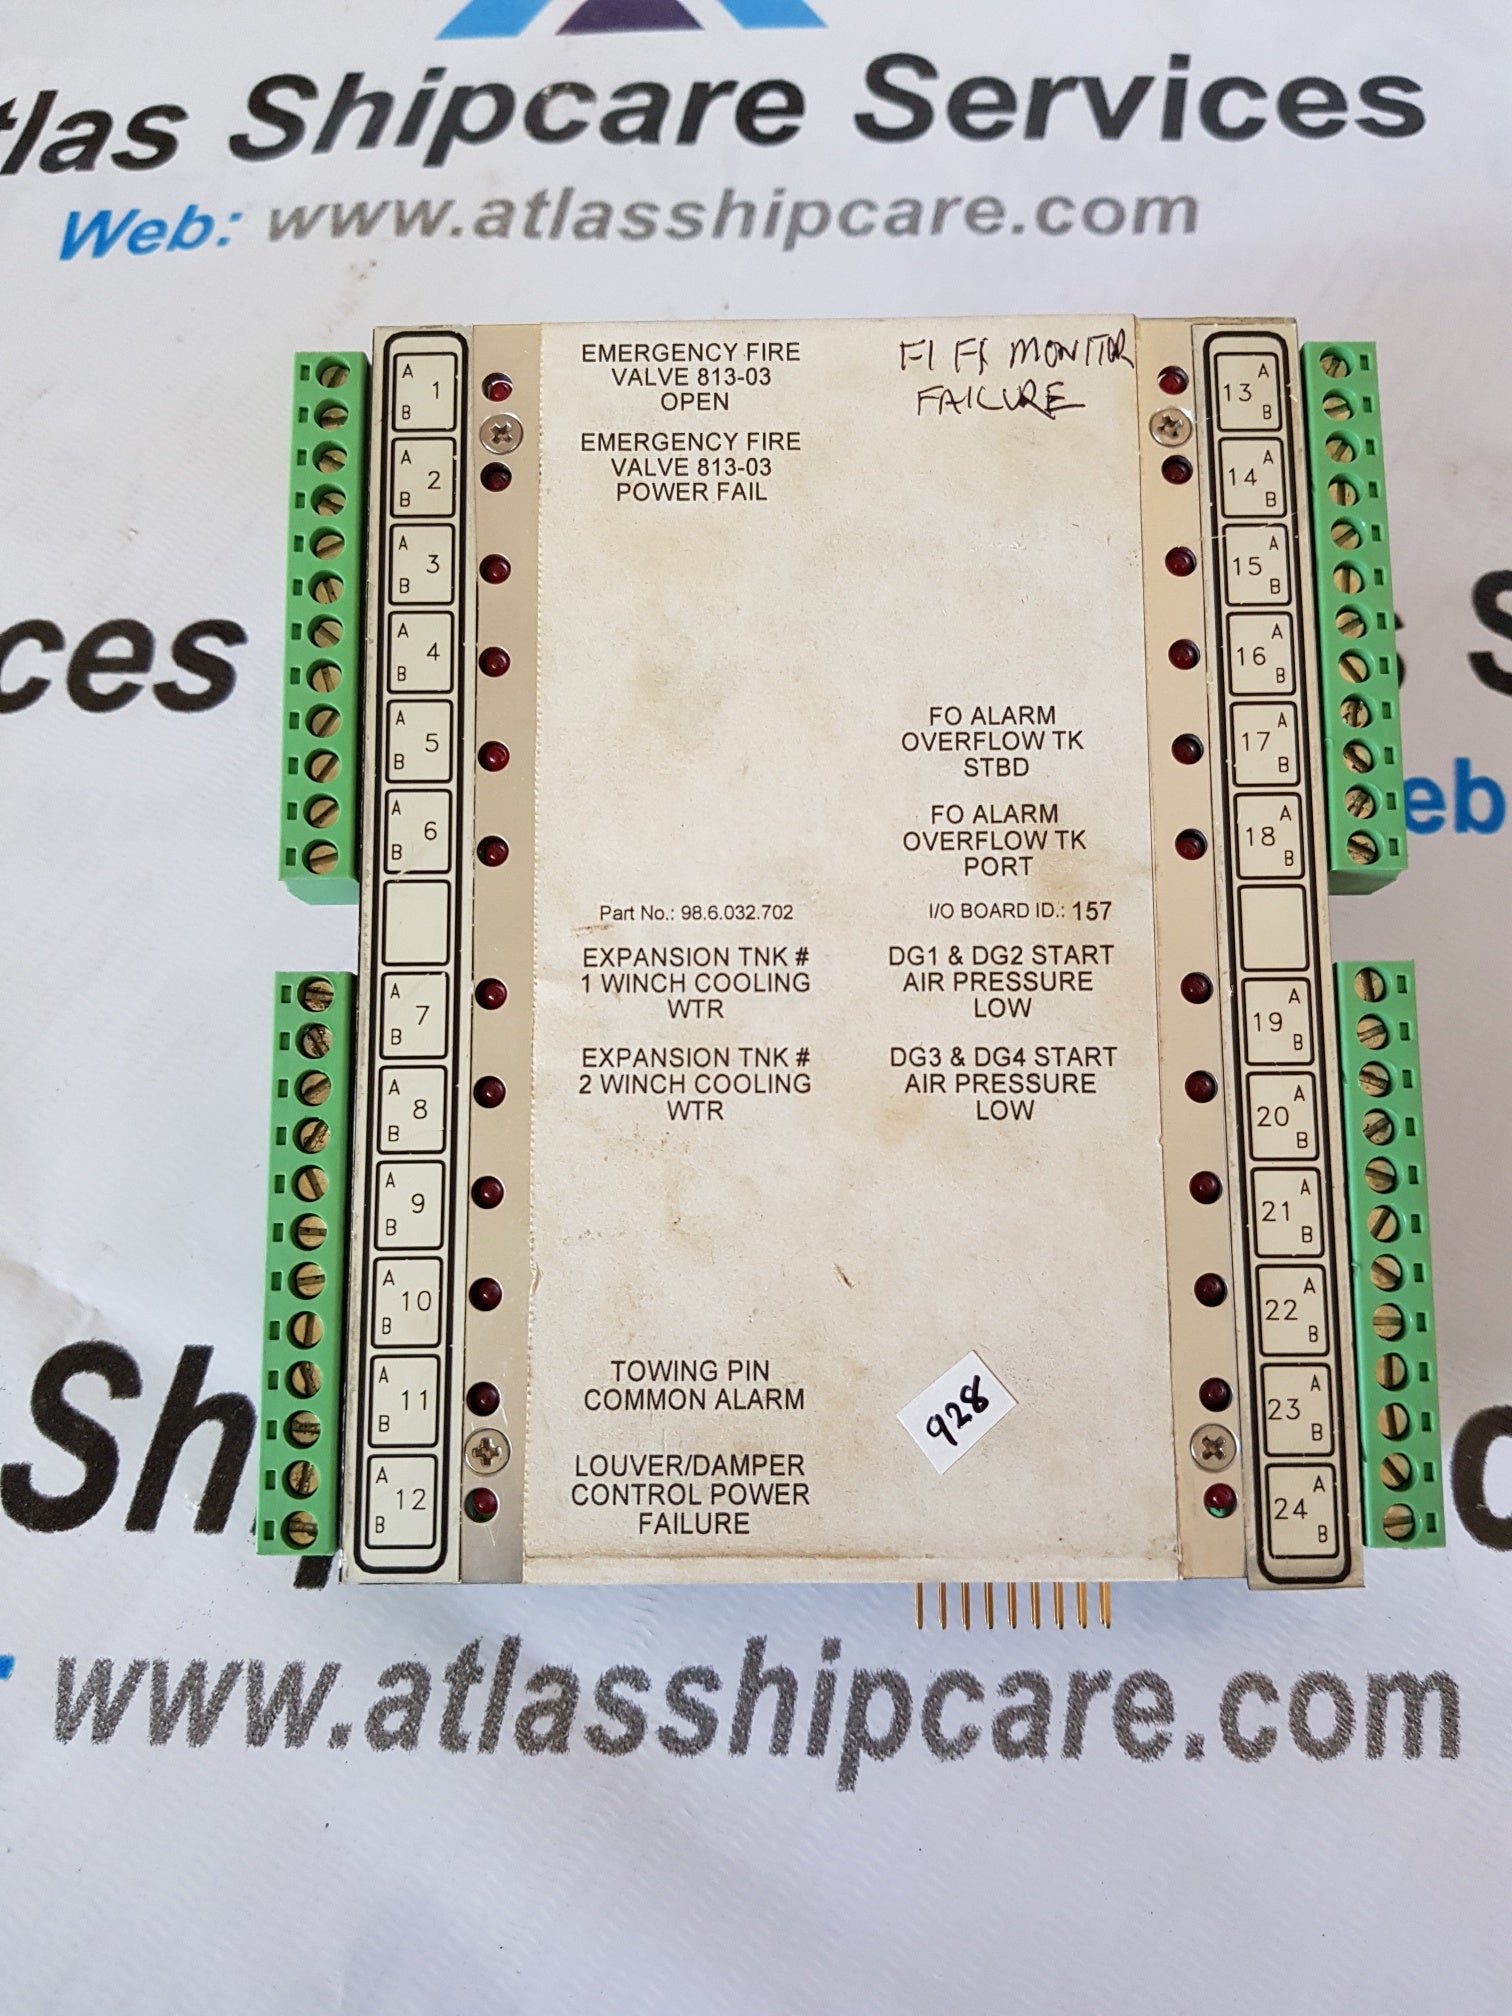 tlas Shipcare Services
Web: www.atlasshipcare.com
EMERGENCY FIRE
VALVE 813-03
OPEN
EMERGENCY FIRE
VALVE 813-03
POWER FAIL
FI FI MONITOR
FAILURE
FO ALARM
OVERFLOW TK
STBD
FO ALARM
OVERFLOW TK
PORT
Part No.: 98.6.032.702
I/O BOARD ID.: 157
EXPANSION TNK #
1 WINCH COOLING
WTR
DG1 & DG2 START
AIR PRESSURE
LOW
EXPANSION TNK #
2 WINCH COOLING
WTR
DG3 & DG4 START
AIR PRESSURE
LOW
TOWING PIN
COMMON ALARM
928
LOUVER/DAMPER
CONTROL POWER
FAILURE
A 1 B
A 2 B
A 3 B
A 4 B
A 5 B
A 6 B
A 7 B
A 8 B
A 9 B
A 10 B
A 11 B
A 12 B
13 A B
14 A B
15 A B
16 A B
17 A B
18 A B
19 A B
20 A B
21 A B
22 A B
23 A B
24 A B
ces
S
eb
Sh
www.atlasshipcare.com